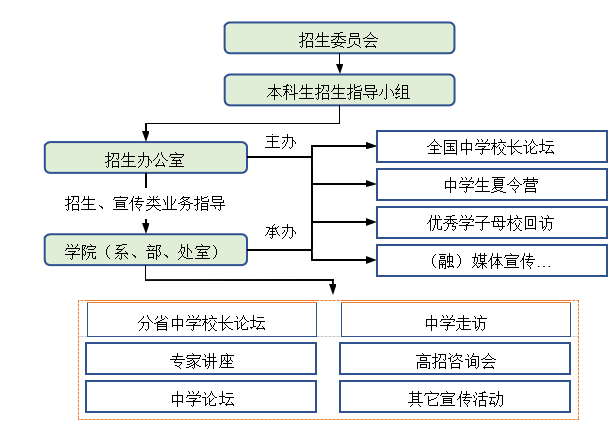 招生委员会
本科生招生指导小组
招生办公室
主办
全国中学校长论坛
中学生夏令营
招生、宣传类业务指导
优秀学子母校回访
承办
学院（系、部、处室）
（融）媒体宣传…
分省中学校长论坛
中学走访
专家讲座
高招咨询会
中学论坛
其它宣传活动